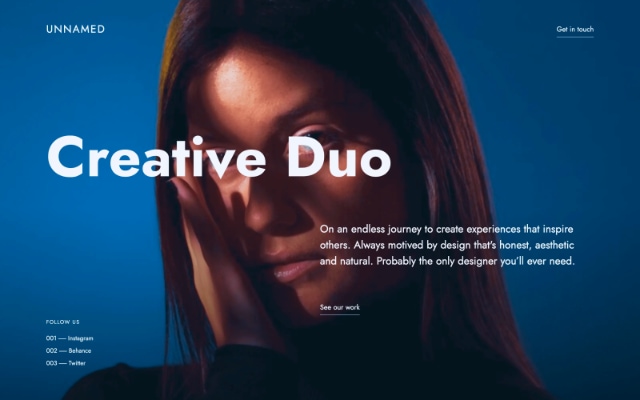 UNNAMED
Get in touch
Creative Duo
On an endless journey to create experiences that inspire
others. Always motived by design that's honest, aesthetic
and natural. Probably the only designer you'll ever need.
See our work
FOLLOW US
001 — Instagram
002 — Behance
003 — Twitter